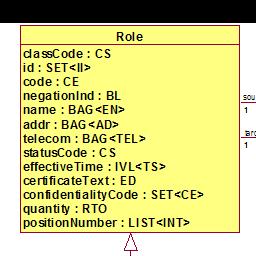 Role
classCode : CS
id : SET<II>
code : CE
negationInd : BL
name : BAG<EN>
addr : BAG<AD>
telecom : BAG<TEL>
statusCode : CS
effectiveTime : IVL<TS>
certificateText : ED
confidentialityCode : SET<CE>
quantity : RTO
positionNumber : LIST<INT>
sou
1
1